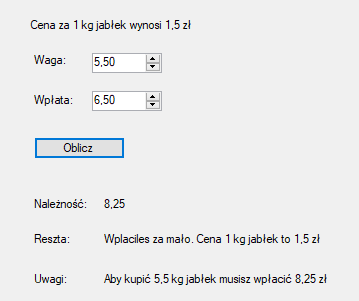 Cena za 1 kg jabłek wynosi 1,5 zł
Waga: 5,50
Wpłata: 6,50
Oblicz
Należność: 8,25
Reszta: Wplaciles za mało. Cena 1 kg jabłek to 1,5 zł
Uwagi: Aby kupić 5,5 kg jabłek musisz wpłacić 8,25 zł